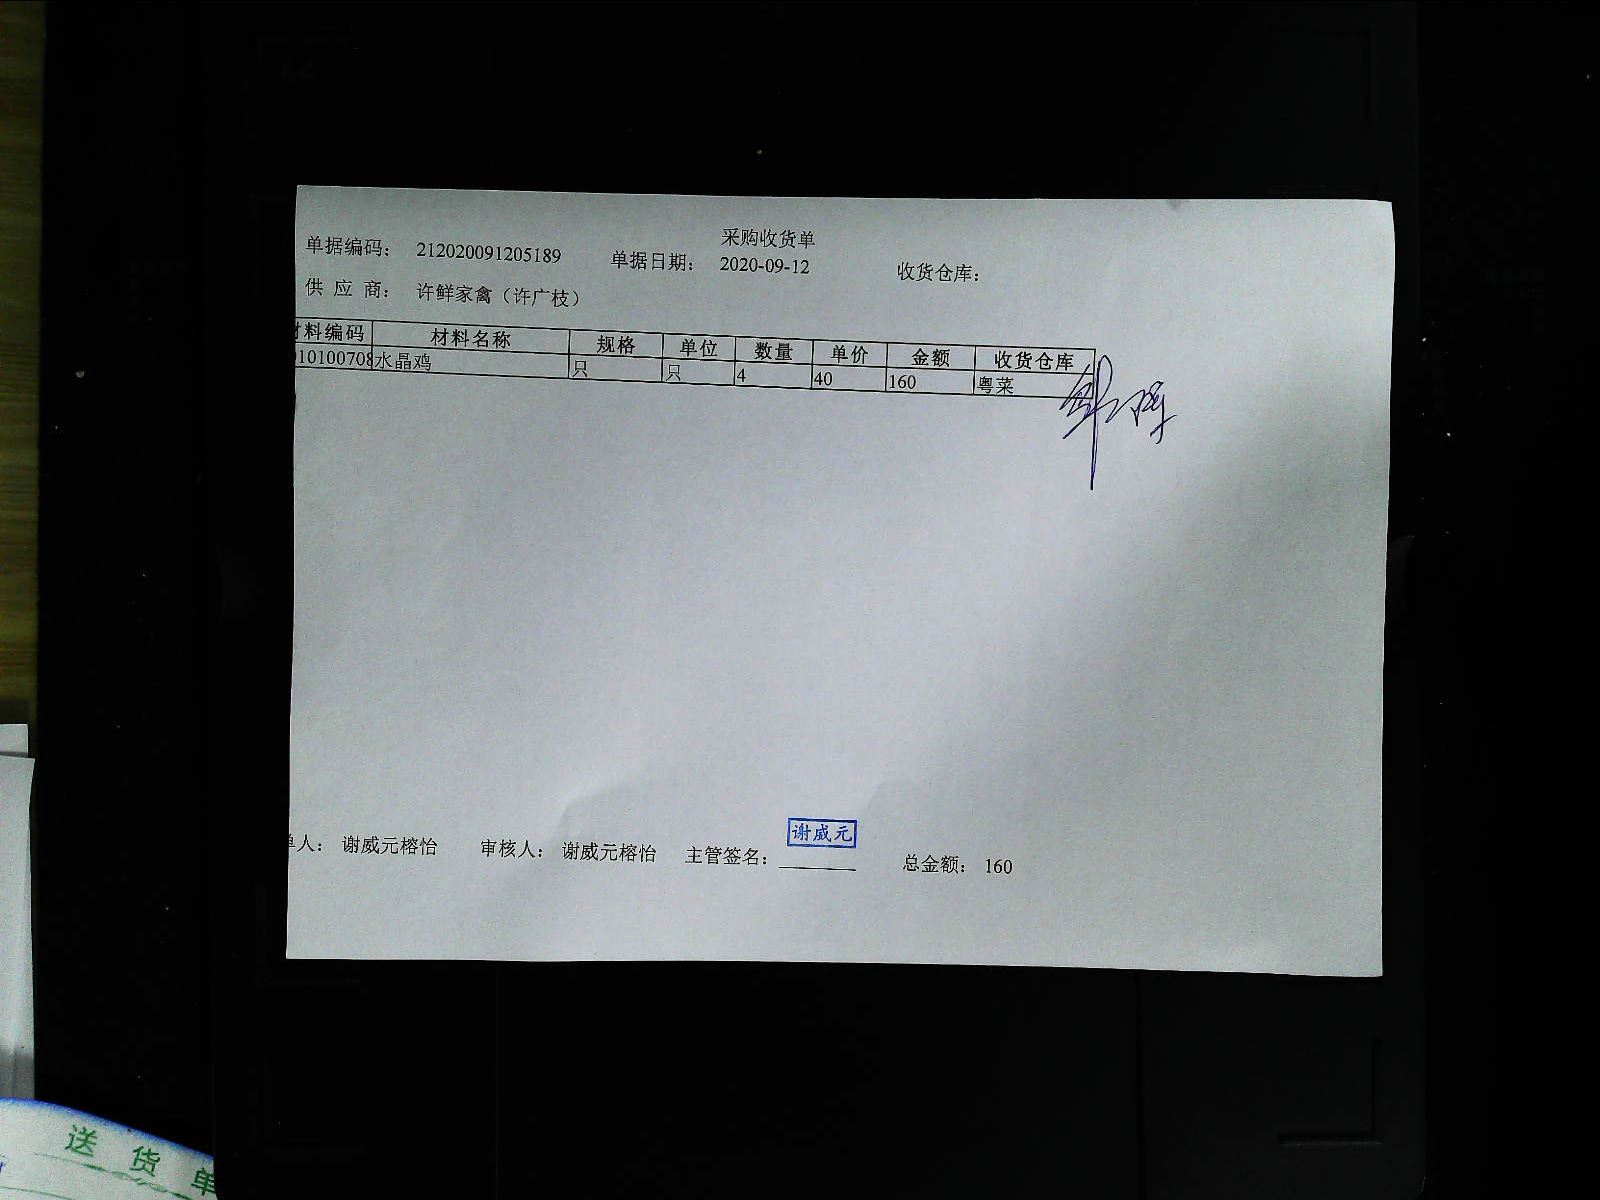 采购收货单
单据编码： 212020091205189 单据日期： 2020-09-12 收货仓库：
供 应 商： 许鲜家禽（许广枝）
材料编码 材料名称 规格 单位 数量 单价 金额 收货仓库
010100708 水晶鸡 只 只 4 40 160 粤菜
单人： 谢威元榕怡 审核人： 谢威元榕怡 主管签名： 谢威元 总金额： 160
送货单